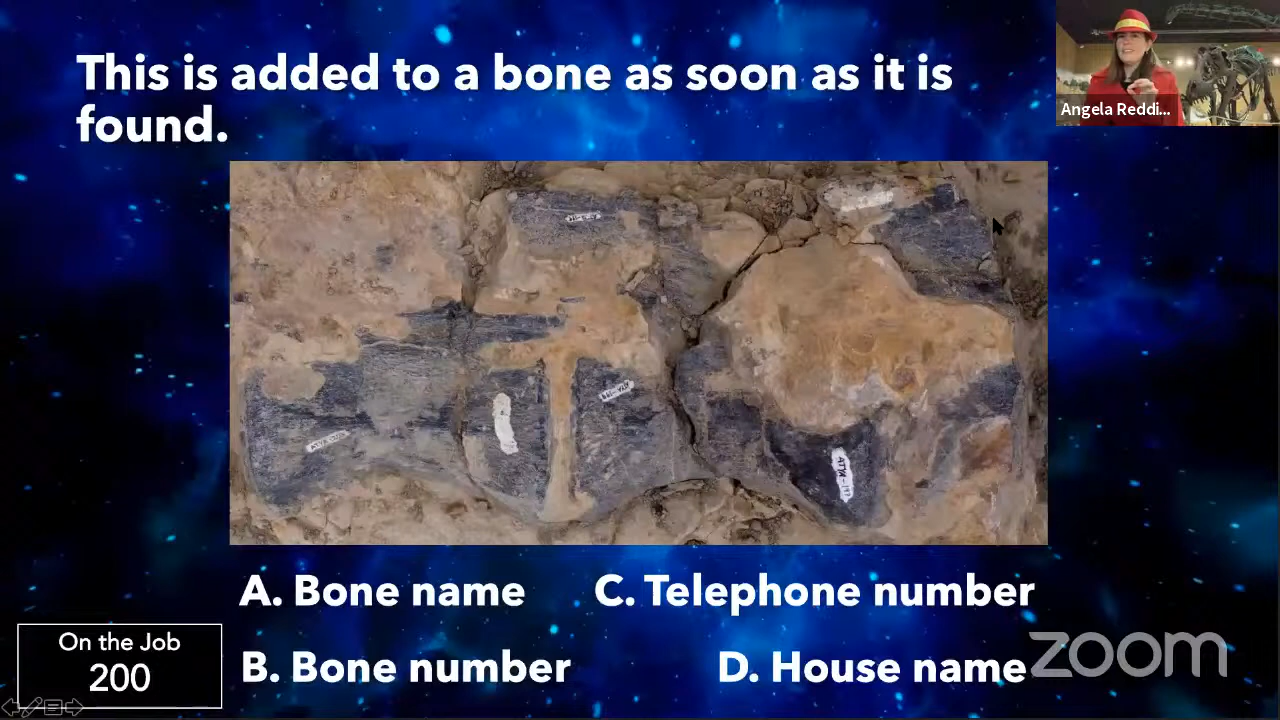 This is added to a bone as soon as it is
found.
Angela Reddi...
A. Bone name
C. Telephone number
B. Bone number
D. House name
On the Job
200
zoom